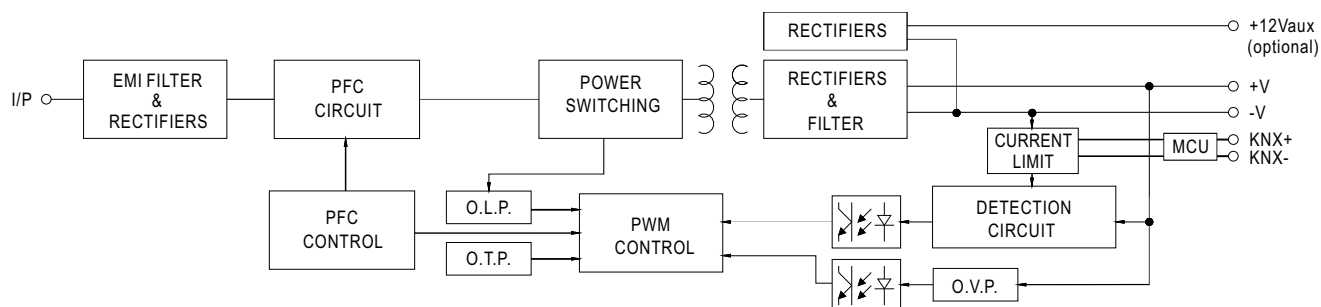 RECTIFIERS
+12Vaux
(optional)
I/P
EMI FILTER
&
RECTIFIERS
PFC
CIRCUIT
POWER
SWITCHING
RECTIFIERS
&
FILTER
+V
-V
CURRENT
LIMIT
MCU
KNX+
KNX-
PFC
CONTROL
O.L.P.
O.T.P.
PWM
CONTROL
DETECTION
CIRCUIT
O.V.P.